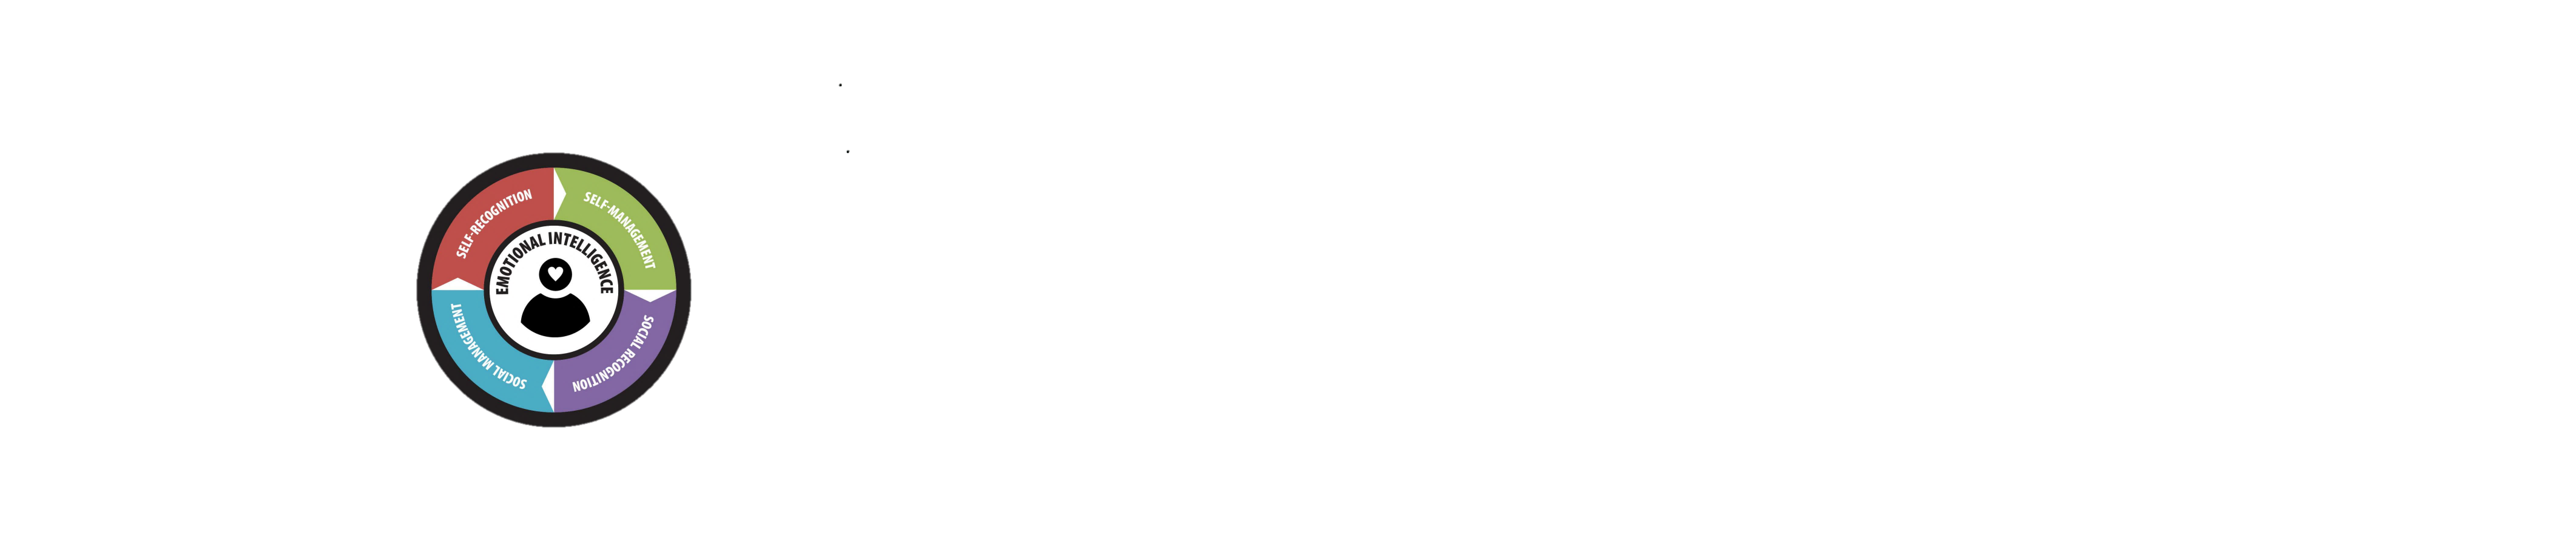 SELF-RECOGNITION
SELF-MANAGEMENT
EMOTIONAL INTELLIGENCE
SOCIAL MANAGEMENT
SOCIAL RECOGNITION